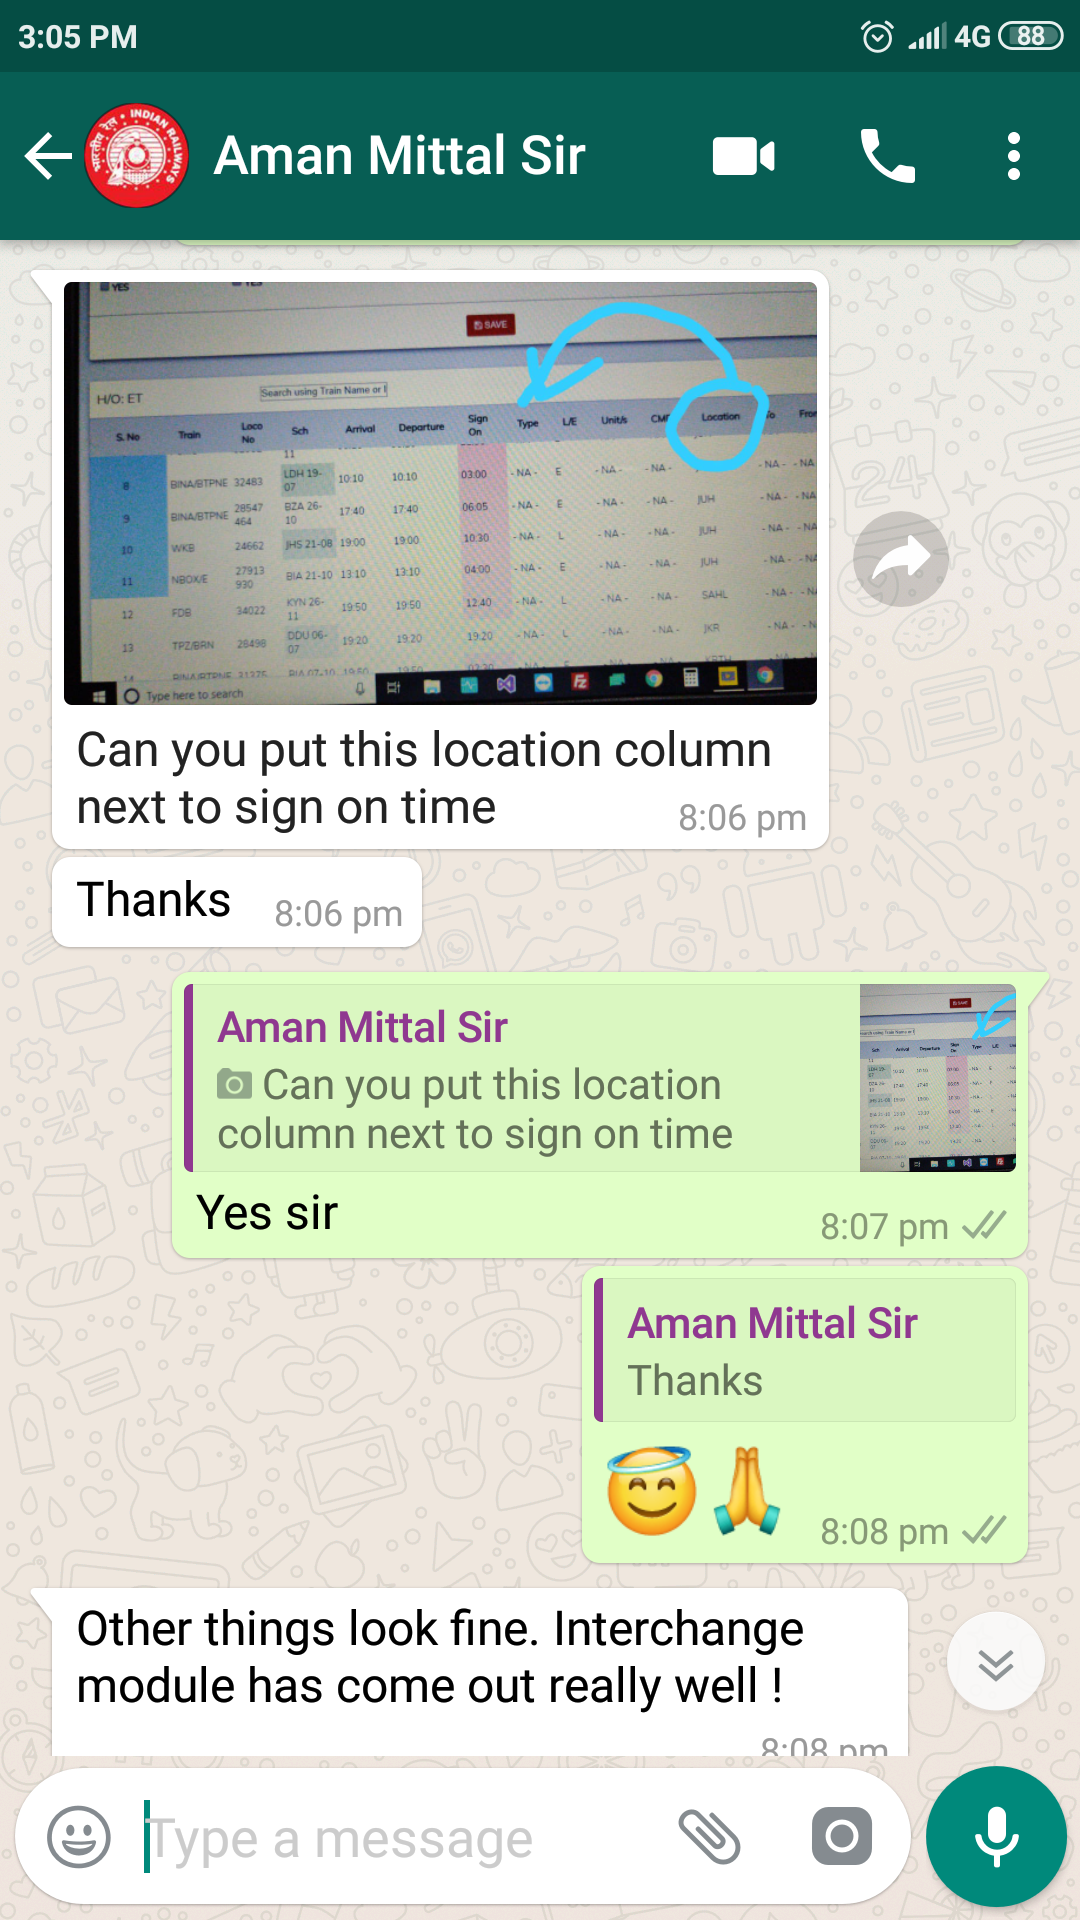 3:05 PM
4G 88
भारतीय रेल • INDIAN RAILWAYS
Aman Mittal Sir
YES
YES
SAVE
H/O: ET
Search using Train Name or
S. No Train Loco No Sch Arrival Departure Sign On Type L/E Unit/s Location
11
8 BINA/BTPNE 32483 LDH 19-07 10:10 10:10 03:00 - NA - E - NA - - NA - - NA - - NA
9 BINA/BTPNE 28547 464 BZA 26-10 17:40 17:40 06:05 - NA - E - NA - - NA - JUH - NA - - NA
10 WKB 24662 JHS 21-08 19:00 19:00 10:30 - NA - L - NA - - NA - JUH - NA - - NA
11 NBOX/E 27913 930 BIA 21-10 13:10 13:10 04:00 - NA - E - NA - - NA - JUH - NA - - NA
12 FDB 34022 KYN 26-11 19:50 19:50 12:40 - NA - L - NA - - NA - SAHL - NA - - N
13 TPZ/BRN 28498 DDU 06-07 19:20 19:20 19:20 - NA - L - NA - - NA - JKR - NA - - N
14
Type here to search
Can you put this location column
next to sign on time
8:06 pm
Thanks
8:06 pm
Aman Mittal Sir
Can you put this location
column next to sign on time
Yes sir
8:07 pm
Aman Mittal Sir
Thanks
8:08 pm
Other things look fine. Interchange
module has come out really well !
8:08 pm
Type a message